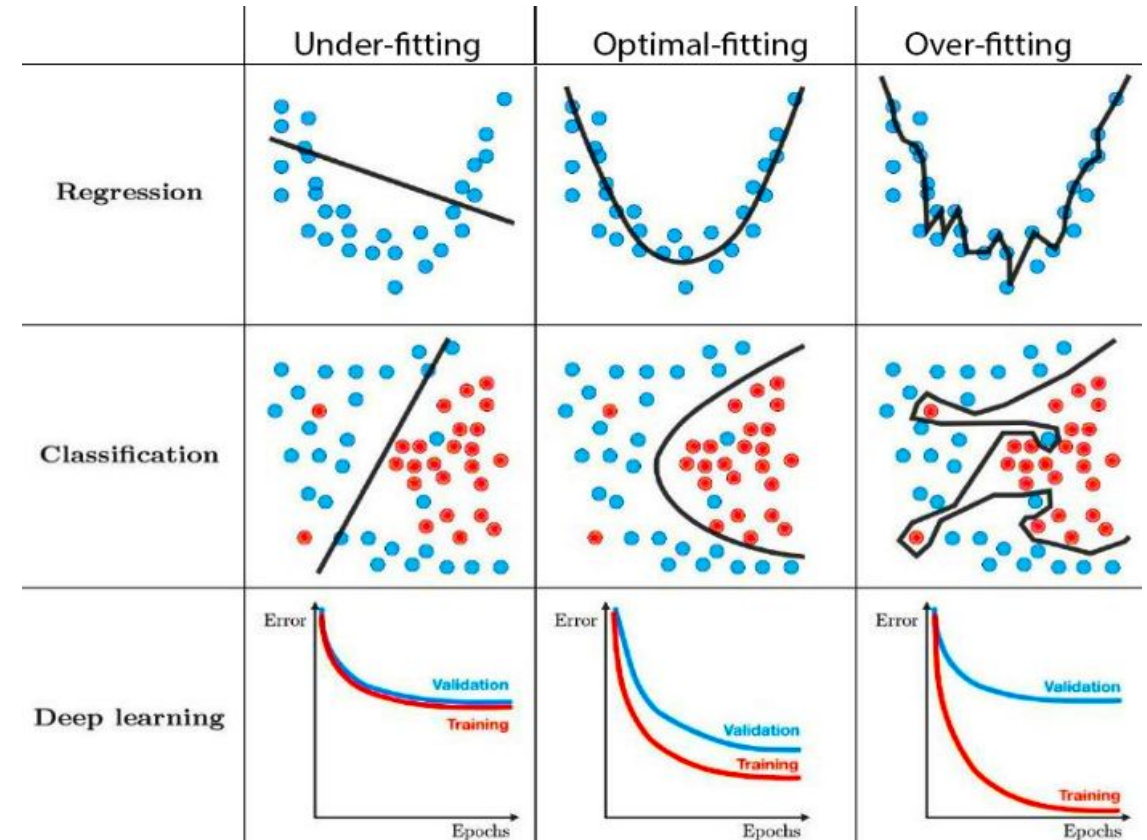 Under-fitting
Optimal-fitting
Over-fitting
Regression
Classification
Deep learning
Error
Validation
Training
Epochs
Error
Validation
Training
Epochs
Error
Validation
Training
Epochs